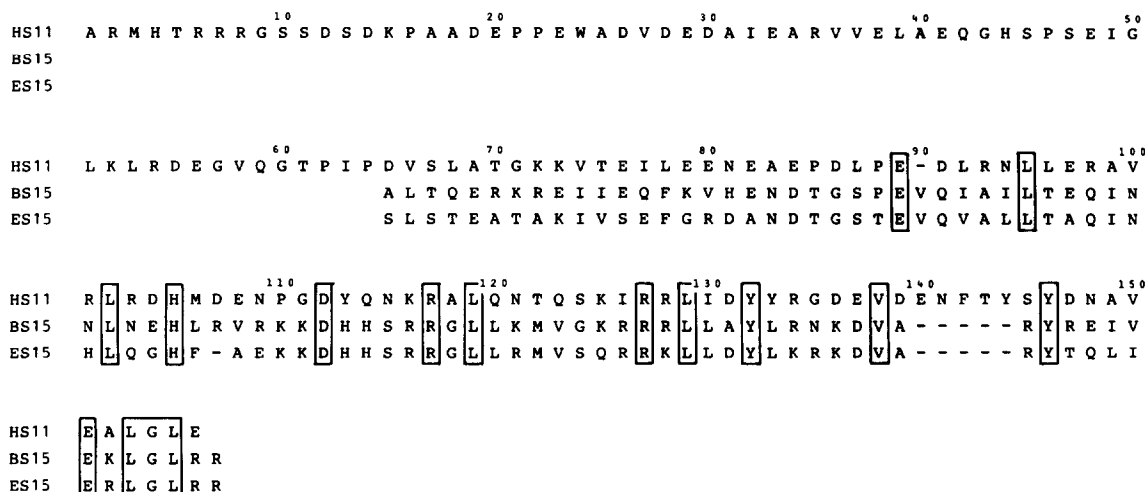 10 20 30 40 50
HS11 A R M H T R R R G S S D S D K P A A D E P P E W A D V D E D A I E A R V V E L A E Q G H S P S E I G
BS15
ES15
60 70 80 90 100
HS11 L K L R D E G V Q G T P I P D V S L A T G K K V T E I L E E N E A E P D L P E - D L R N L L E R A V
BS15 A L T Q E R K R E I I E Q F K V H E N D T G S P E V Q I A I L T E Q I N
ES15 S L S T E A T A K I V S E F G R D A N D T G S T E V Q V A L L T A Q I N
110 120 130 140 150
HS11 R L R D H M D E N P G D Y Q N K R A L Q N T Q S K I R R L I D Y Y R G D E V D E N F T Y S Y D N A V
BS15 N L N E H L R V R K K D H H S R R G L L K M V G K R R R L L A Y L R N K D V A - - - - - R Y R E I V
ES15 H L Q G H F - A E K K D H H S R R G L L R M V S Q R R K L L D Y L K R K D V A - - - - - R Y T Q L I
HS11 E A L G L E
BS15 E K L G L R R
ES15 E R L G L R R